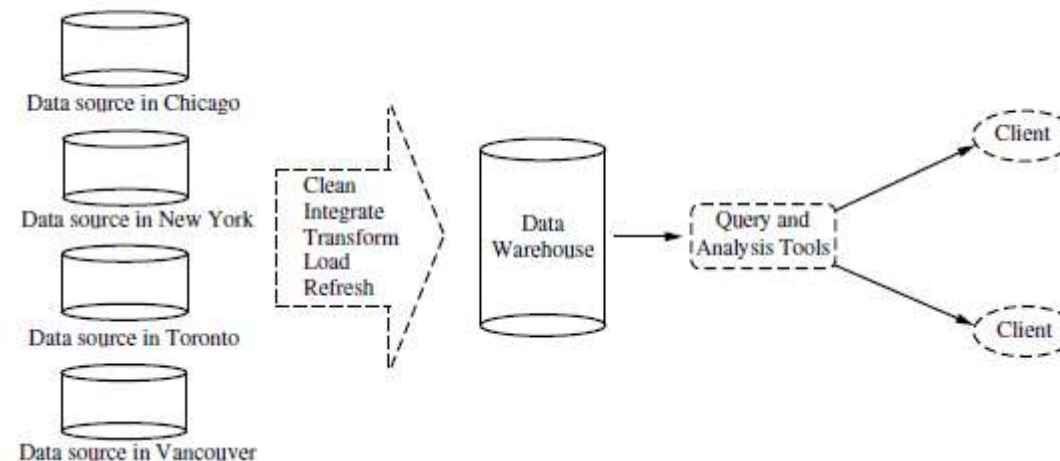 Data source in Chicago
Data source in New York
Data source in Toronto
Data source in Vancouver
Clean
Integrate
Transform
Load
Refresh
Data
Warehouse
Query and
Analysis Tools
Client
Client